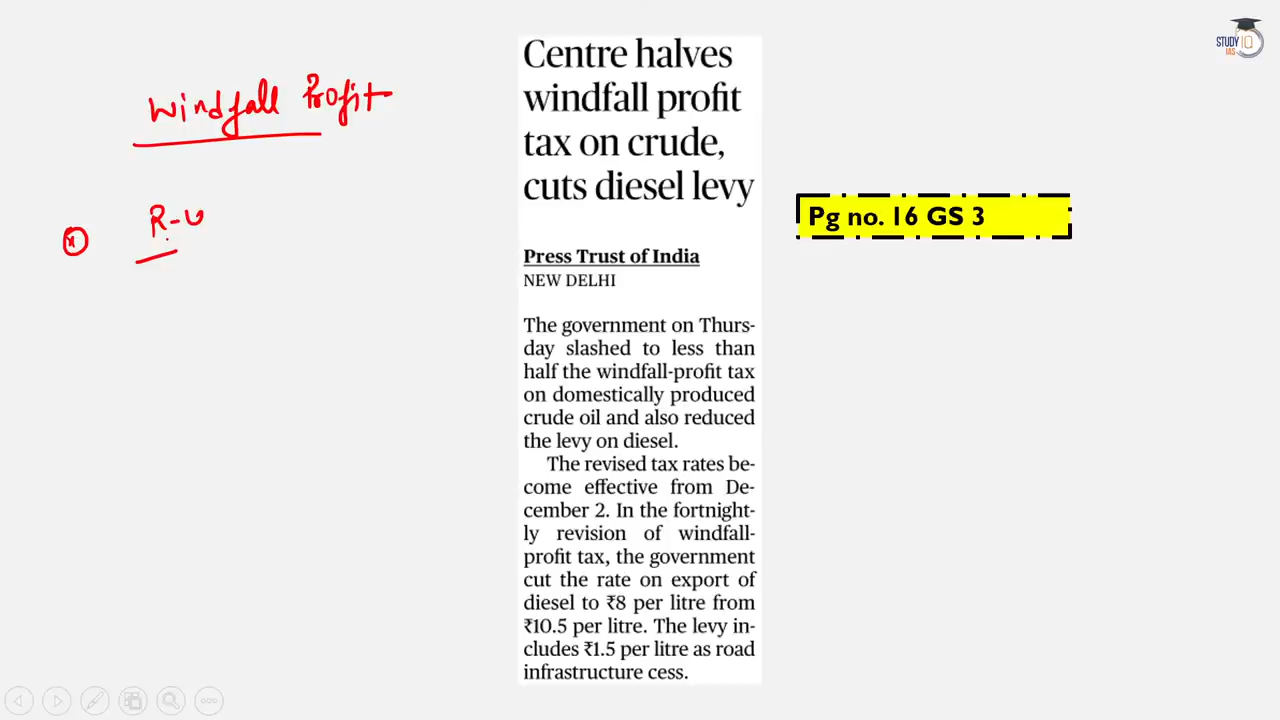 STUDY IQ
IAS
Windfall Profit
R-U
Centre halves
windfall profit
tax on crude,
cuts diesel levy
Press Trust of India
NEW DELHI
The government on Thurs-
day slashed to less than
half the windfall-profit tax
on domestically produced
crude oil and also reduced
the levy on diesel.
The revised tax rates be-
come effective from De-
cember 2. In the fortnight-
ly revision of windfall-
profit tax, the government
cut the rate on export of
diesel to ₹8 per litre from
₹10.5 per litre. The levy in-
cludes ₹1.5 per litre as road
infrastructure cess.
Pg no. 16 GS 3